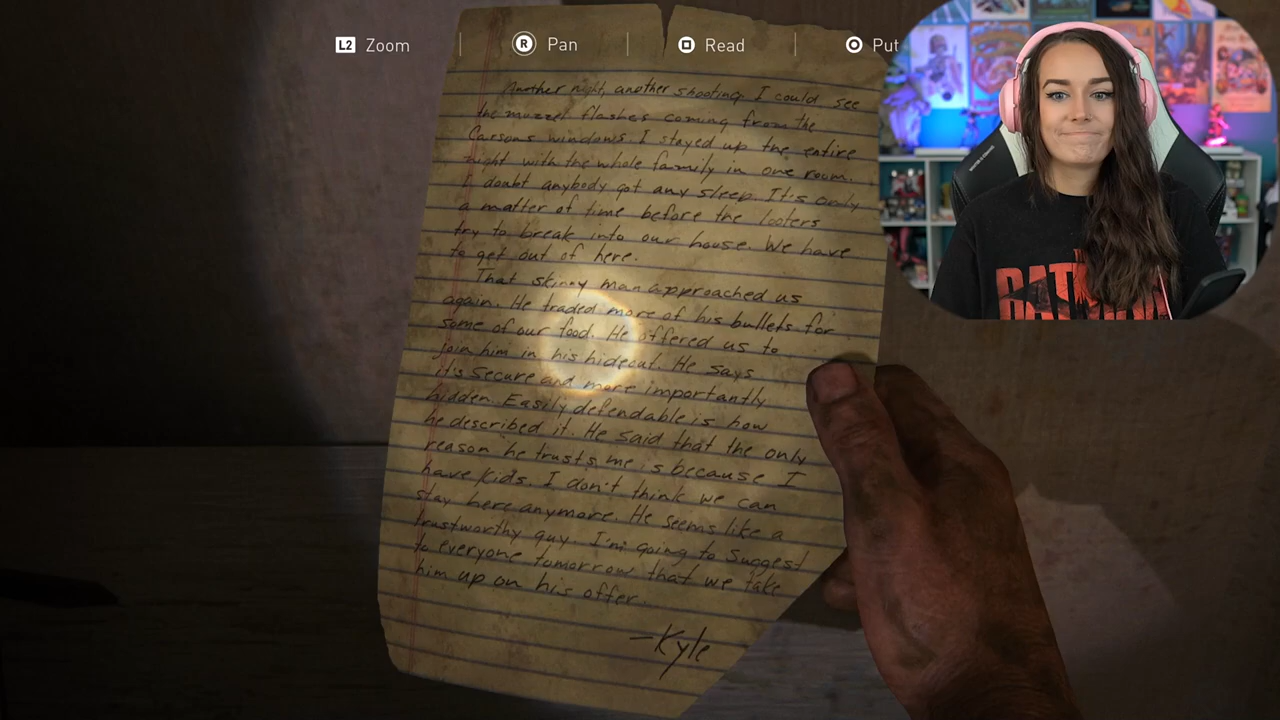 L2 Zoom
R Pan
Read
Put
Another night, another shooting. I could see
the muzzel flashes coming from the
Carsons windows. I stayed up the entire
night with the whole family in one room.
I doubt anybody got any sleep. It's only
a matter of time before the looters
try to break into our house. We have
to get out of here.
That skinny man approached us
again. He traded more of his bullets for
some of our food. He offered us to
join him in his hideout. He says
it's secure and more importantly
hidden. Easily defendable is how
he described it. He said that the only
reason he trusts me is because I
have kids. I don't think we can
stay here anymore. He seems like a
trustworthy guy. I'm going to suggest
to everyone tomorrow that we take
him up on his offer.
-Kyle